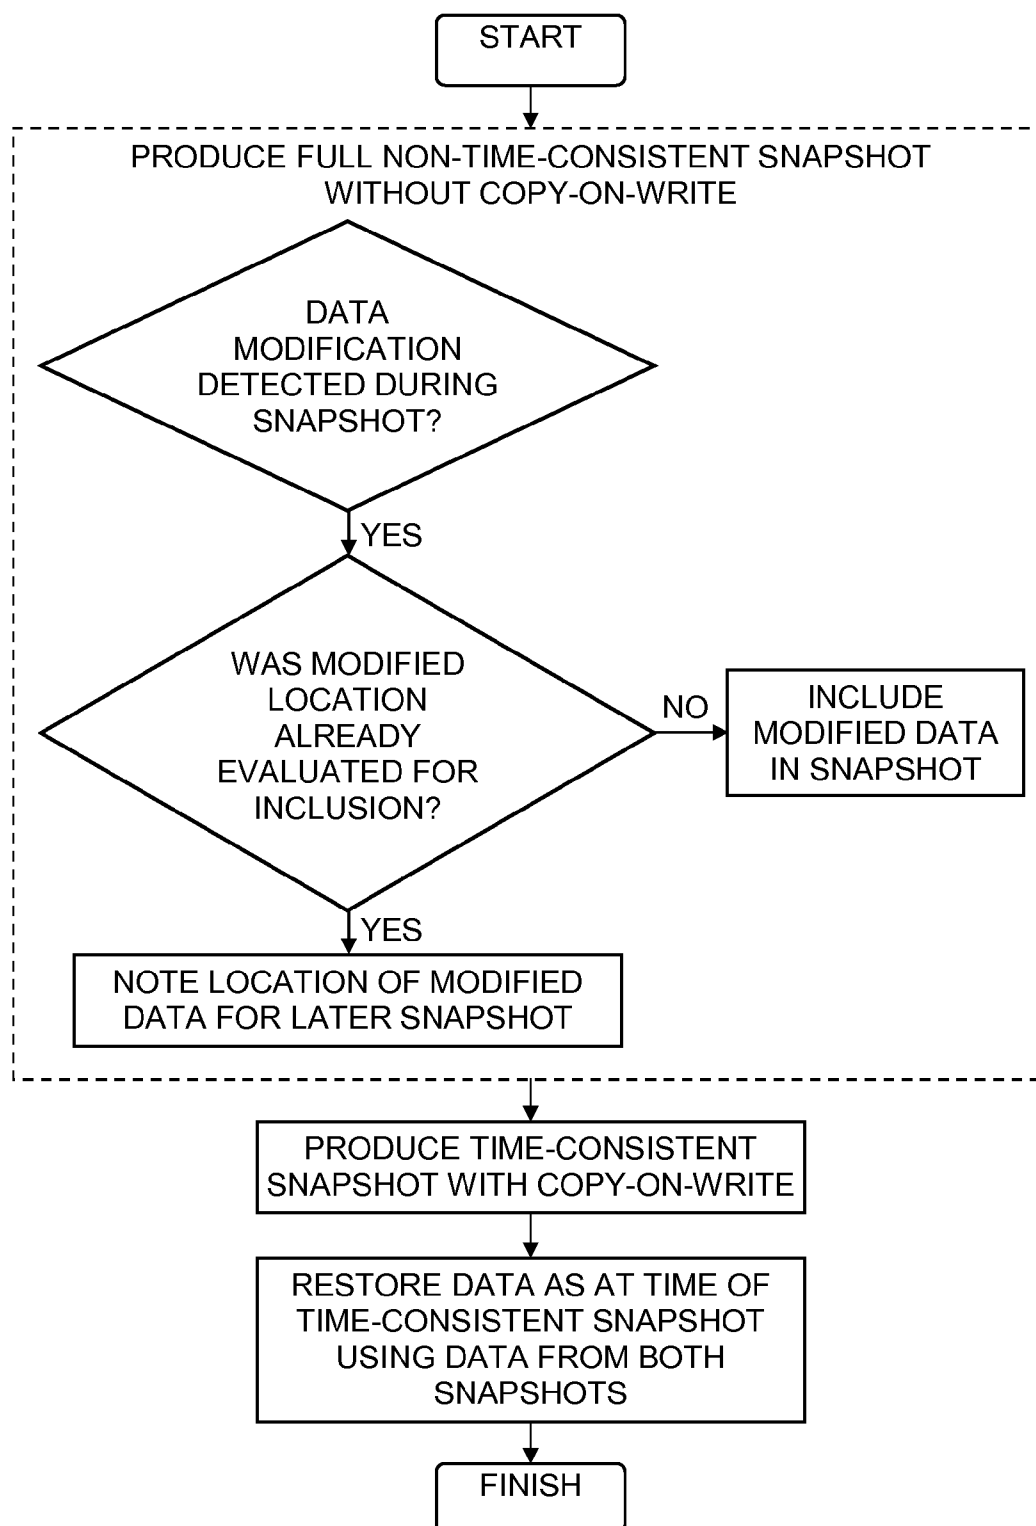 START
PRODUCE FULL NON-TIME-CONSISTENT SNAPSHOT
WITHOUT COPY-ON-WRITE
DATA
MODIFICATION
DETECTED DURING
SNAPSHOT?
YES
WAS MODIFIED
LOCATION
ALREADY
EVALUATED FOR
INCLUSION?
NO
INCLUDE
MODIFIED DATA
IN SNAPSHOT
YES
NOTE LOCATION OF MODIFIED
DATA FOR LATER SNAPSHOT
PRODUCE TIME-CONSISTENT
SNAPSHOT WITH COPY-ON-WRITE
RESTORE DATA AS AT TIME OF
TIME-CONSISTENT SNAPSHOT
USING DATA FROM BOTH
SNAPSHOTS
FINISH